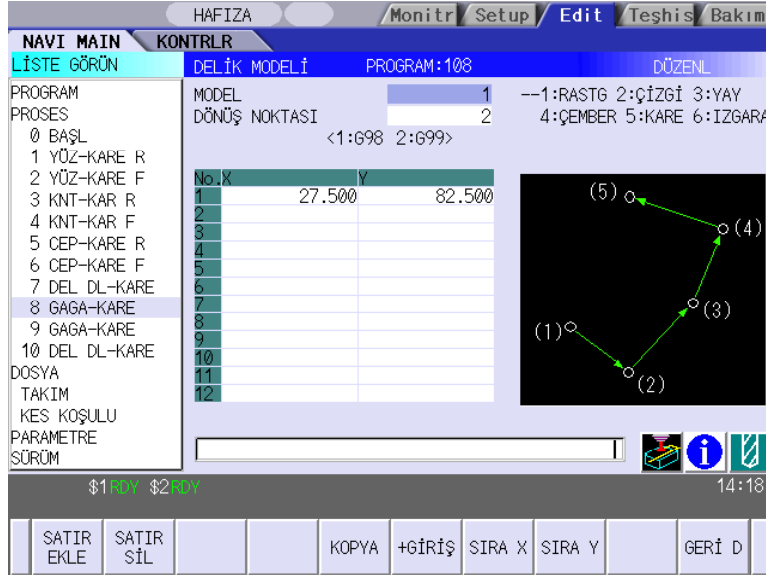 HAFIZA
Monitr Setup Edit Teşhis Bakım
NAVI MAIN KONTRLR
LİSTE GÖRÜN
DELİK MODELİ PROGRAM:108 DÜZENL
PROGRAM
PROSES
0 BAŞL
1 YÜZ-KARE R
2 YÜZ-KARE F
3 KNT-KAR R
4 KNT-KAR F
5 CEP-KARE R
6 CEP-KARE F
7 DEL DL-KARE
8 GAGA-KARE
9 GAGA-KARE
10 DEL DL-KARE
DOSYA
TAKIM
KES KOŞULU
PARAMETRE
SÜRÜM
MODEL 1 --1:RASTG 2:ÇİZGİ 3:YAY
DÖNÜŞ NOKTASI 2 4:ÇEMBER 5:KARE 6:IZGARA
<1:G98 2:G99>
No. X Y
1 27.500 82.500
2
3
4
5
6
7
8
9
10
11
12
(5)
(4)
(3)
(1)
(2)
$1 RDY $2 RDY 14:18
SATIR EKLE
SATIR SİL
KOPYA
+GİRİŞ
SIRA X
SIRA Y
GERİ D